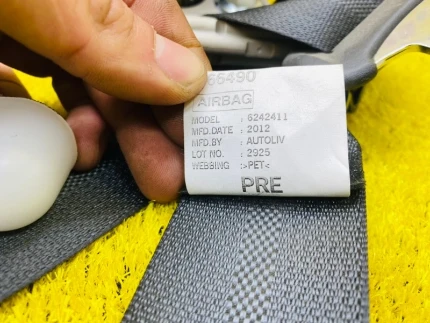 66490
AIRBAG
MODEL : 6242411
MFD.DATE : 2012
MFD.BY : AUTOLIV
LOT NO. : 2925
WEBBING :>PET<
PRE